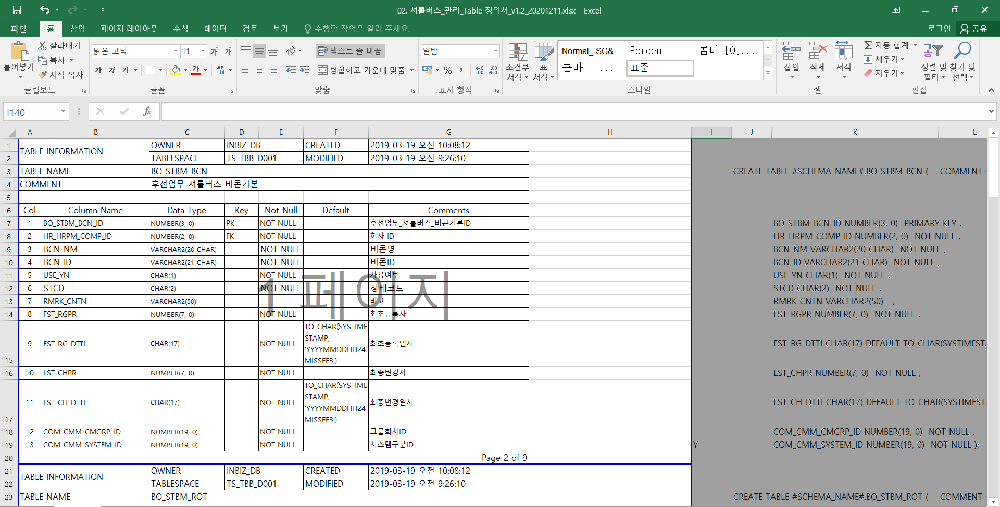 02. 셔틀버스_관리_Table 정의서_v1.2_20201211.xlsx - Excel
파일 홈 삽입 페이지 레이아웃 수식 데이터 검토 보기 수행할 작업을 알려 주세요. 로그인 공유
붙여넣기 잘라내기 복사 서식 복사 클립보드
맑은 고딕 11 가 가 가 가 가 가 내천 글꼴
텍스트 줄 바꿈 병합하고 가운데 맞춤 맞춤
일반 % , .00 표시 형식
조건부 서식 표 서식 Normal_ SG&... Percent 콤마 [0]... 콤마_ ... 표준 스타일
삽입 삭제 서식 셀
자동 합계 채우기 지우기 정렬 및 필터 찾기 및 선택 편집
I140 fx
A B C D E F G H I J K L
1 TABLE INFORMATION OWNER INBIZ_DB CREATED 2019-03-19 오전 10:08:12
2 TABLESPACE TS_TBB_D001 MODIFIED 2019-03-19 오전 9:26:10
3 TABLE NAME BO_STBM_BCN CREATE TABLE #SCHEMA_NAME#.BO_STBM_BCN ( COMMENT
4 COMMENT 후선업무_셔틀버스_비콘기본
5
6 Col Column Name Data Type Key Not Null Default Comments
7 1 BO_STBM_BCN_ID NUMBER(3, 0) PK NOT NULL 후선업무_셔틀버스_비콘기본ID BO_STBM_BCN_ID NUMBER(3, 0) PRIMARY KEY ,
8 2 HR_HRPM_COMP_ID NUMBER(2, 0) FK NOT NULL 회사 ID HR_HRPM_COMP_ID NUMBER(2, 0) NOT NULL ,
9 3 BCN_NM VARCHAR2(20 CHAR) NOT NULL 비콘명 BCN_NM VARCHAR2(20 CHAR) NOT NULL ,
10 4 BCN_ID VARCHAR2(21 CHAR) NOT NULL 비콘ID BCN_ID VARCHAR2(21 CHAR) NOT NULL ,
11 5 USE_YN CHAR(1) NOT NULL 사용여부 USE_YN CHAR(1) NOT NULL ,
12 6 STCD CHAR(2) NOT NULL 상태코드 STCD CHAR(2) NOT NULL ,
1 페이지
13 7 RMRK_CNTN VARCHAR2(50) 비고 RMRK_CNTN VARCHAR2(50) ,
14 8 FST_RGPR NUMBER(7, 0) NOT NULL 최초등록자 FST_RGPR NUMBER(7, 0) NOT NULL ,
15 9 FST_RG_DTTI CHAR(17) NOT NULL TO_CHAR(SYSTIMESTAMP, 'YYYYMMDDHH24MISSFF3') 최초등록일시 FST_RG_DTTI CHAR(17) DEFAULT TO_CHAR(SYSTIMEST
16 10 LST_CHPR NUMBER(7, 0) NOT NULL 최종변경자 LST_CHPR NUMBER(7, 0) NOT NULL ,
17 11 LST_CH_DTTI CHAR(17) NOT NULL TO_CHAR(SYSTIMESTAMP, 'YYYYMMDDHH24MISSFF3') 최종변경일시 LST_CH_DTTI CHAR(17) DEFAULT TO_CHAR(SYSTIMEST
18 12 COM_CMM_CMGRP_ID NUMBER(19, 0) NOT NULL 그룹회사ID COM_CMM_CMGRP_ID NUMBER(19, 0) NOT NULL ,
19 13 COM_CMM_SYSTEM_ID NUMBER(19, 0) NOT NULL 시스템구분ID Y COM_CMM_SYSTEM_ID NUMBER(19, 0) NOT NULL );
20 Page 2 of 9
21 TABLE INFORMATION OWNER INBIZ_DB CREATED 2019-03-19 오전 10:08:12
22 TABLESPACE TS_TBB_D001 MODIFIED 2019-03-19 오전 9:26:10
23 TABLE NAME BO_STBM_ROT CREATE TABLE #SCHEMA_NAME#.BO_STBM_ROT ( COMMENT